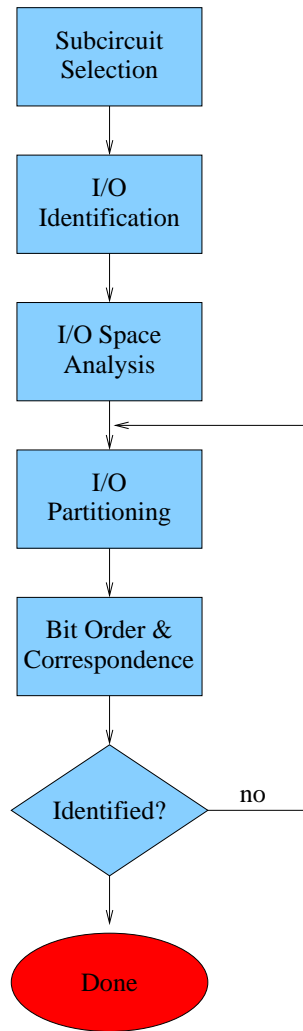 Subcircuit
Selection
I/O
Identification
I/O Space
Analysis
I/O
Partitioning
Bit Order &
Correspondence
Identified?
no
Done